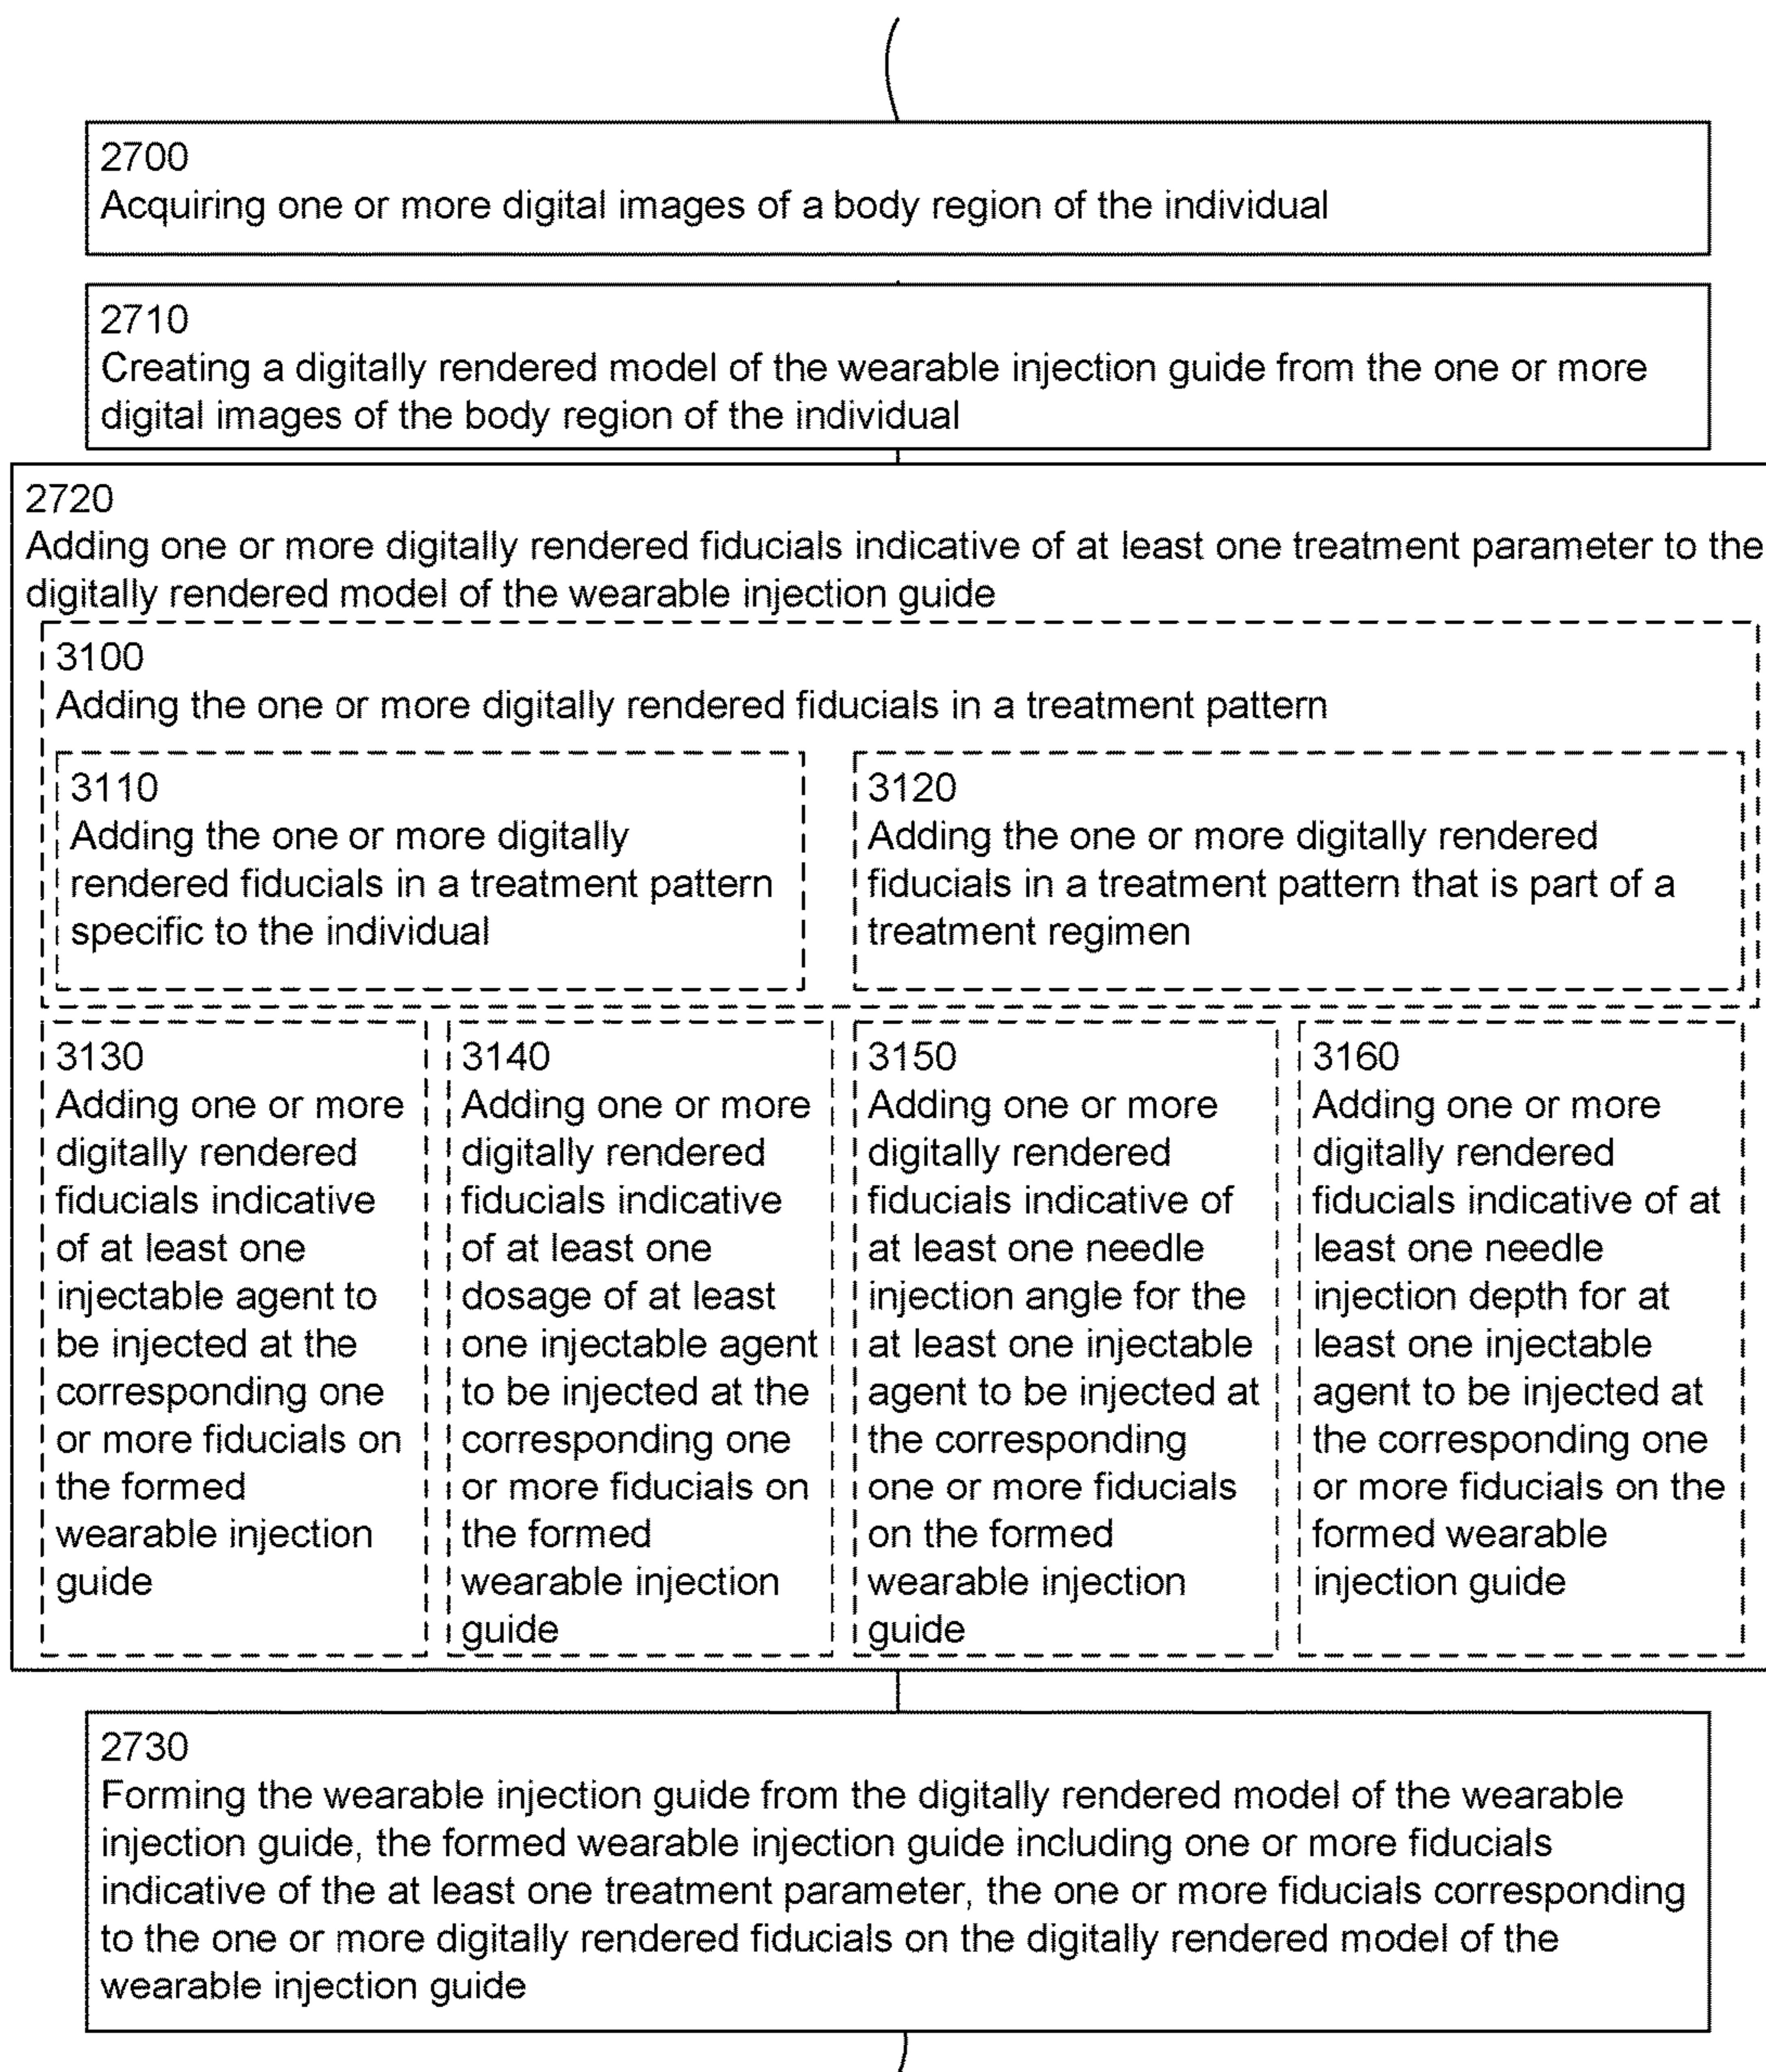 2700
Acquiring one or more digital images of a body region of the individual
2710
Creating a digitally rendered model of the wearable injection guide from the one or more
digital images of the body region of the individual
2720
Adding one or more digitally rendered fiducials indicative of at least one treatment parameter to the
digitally rendered model of the wearable injection guide
3100
Adding the one or more digitally rendered fiducials in a treatment pattern
3110
Adding the one or more digitally
rendered fiducials in a treatment pattern
specific to the individual
3120
Adding the one or more digitally rendered
fiducials in a treatment pattern that is part of a
treatment regimen
3130
Adding one or more
digitally rendered
fiducials indicative
of at least one
injectable agent to
be injected at the
corresponding one
or more fiducials on
the formed
wearable injection
guide
3140
Adding one or more
digitally rendered
fiducials indicative
of at least one
dosage of at least
one injectable agent
to be injected at the
corresponding one
or more fiducials on
the formed
wearable injection
guide
3150
Adding one or more
digitally rendered
fiducials indicative of
at least one needle
injection angle for the
at least one injectable
agent to be injected at
the corresponding
one or more fiducials
on the formed
wearable injection
guide
3160
Adding one or more
digitally rendered
fiducials indicative of at
least one needle
injection depth for at
least one injectable
agent to be injected at
the corresponding one
or more fiducials on the
formed wearable
injection guide
2730
Forming the wearable injection guide from the digitally rendered model of the wearable
injection guide, the formed wearable injection guide including one or more fiducials
indicative of the at least one treatment parameter, the one or more fiducials corresponding
to the one or more digitally rendered fiducials on the digitally rendered model of the
wearable injection guide